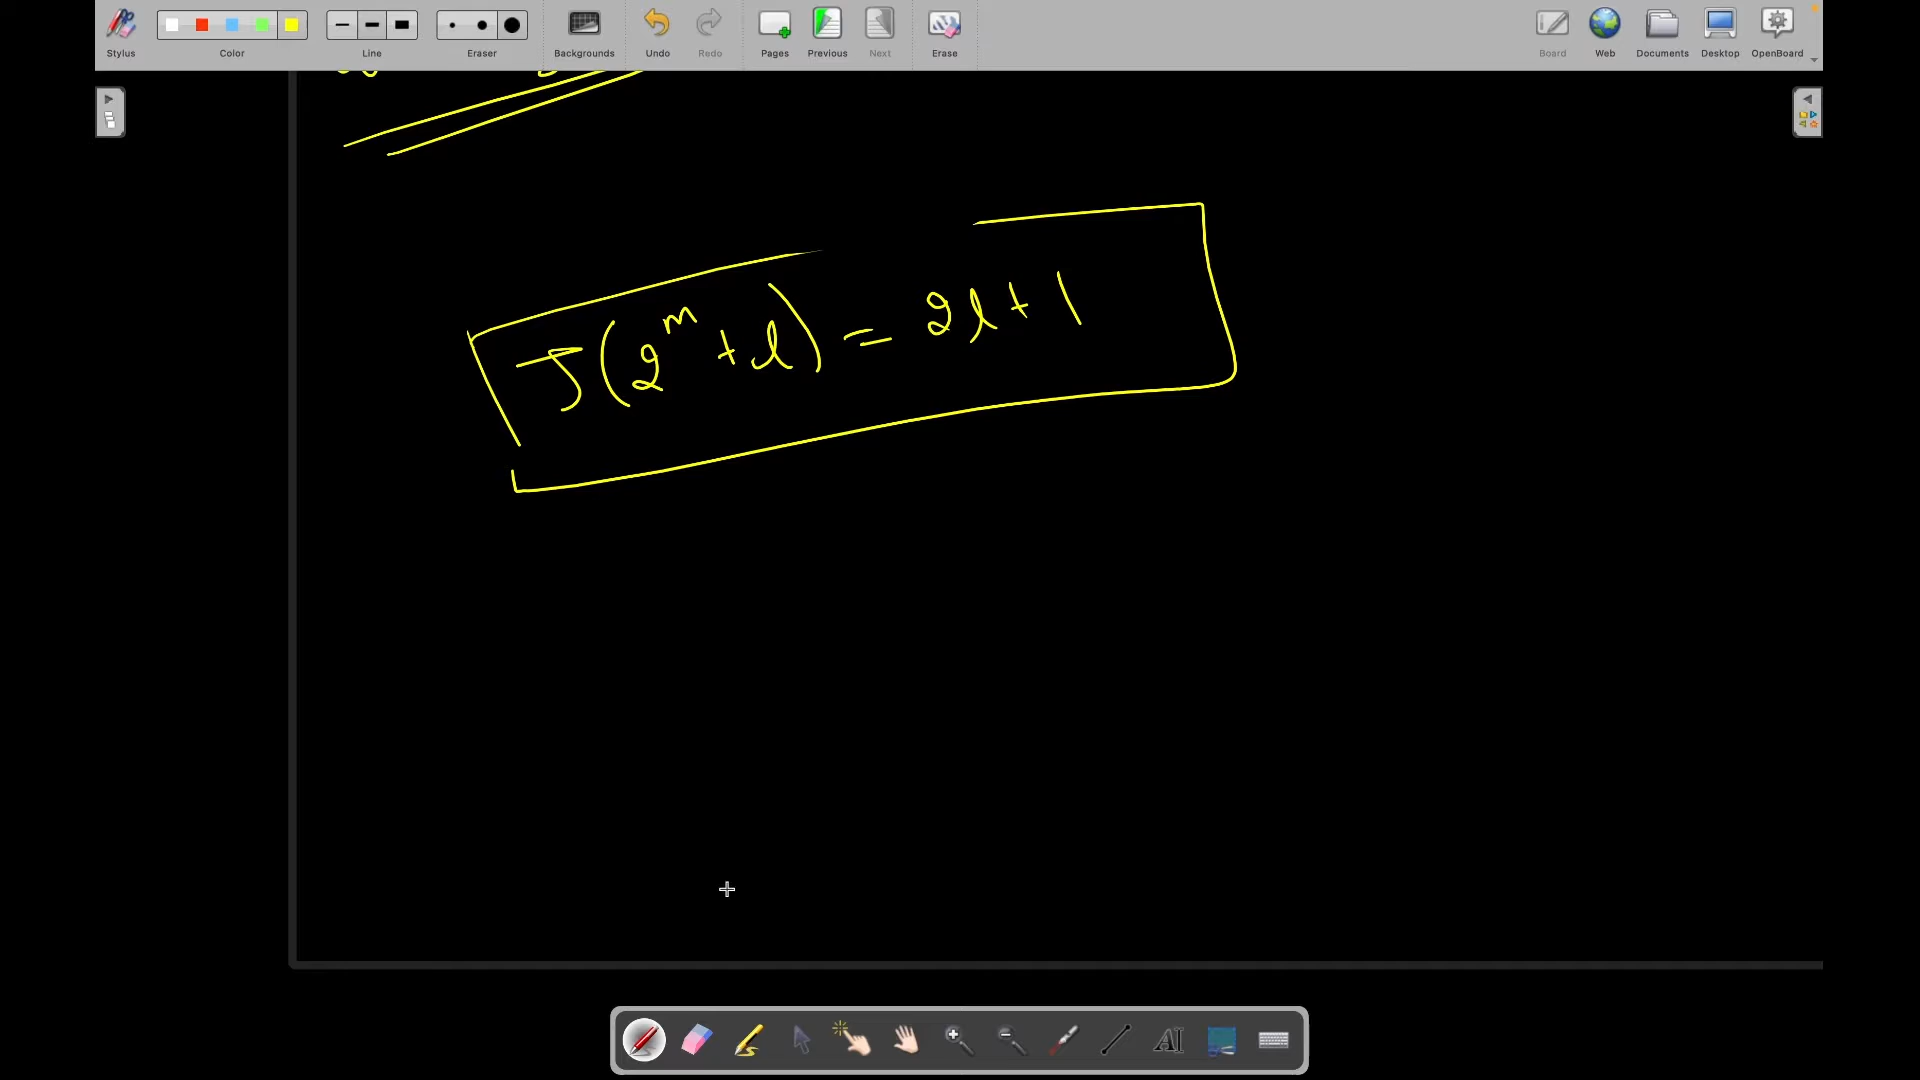 Stylus
Color
Line
Eraser
Backgrounds
Undo
Redo
Pages
Previous
Next
Erase
Board
Web
Documents
Desktop
OpenBoard
J(2^m + l) = 2l + 1
AI